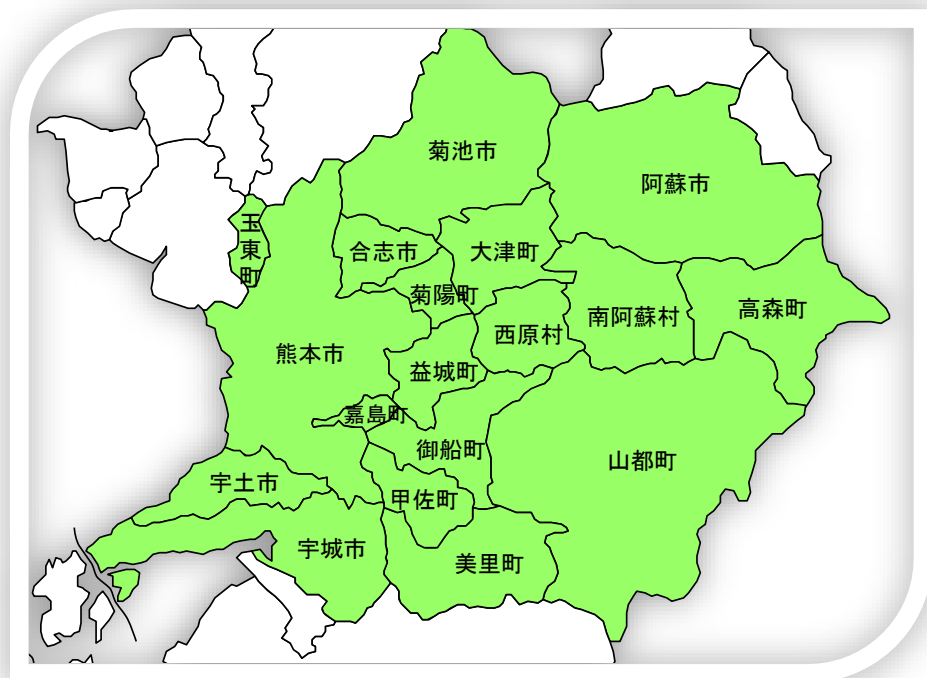 菊池市
阿蘇市
玉東町
合志市
大津町
菊陽町
高森町
南阿蘇村
西原村
熊本市
益城町
嘉島町
御船町
山都町
宇土市
甲佐町
宇城市
美里町